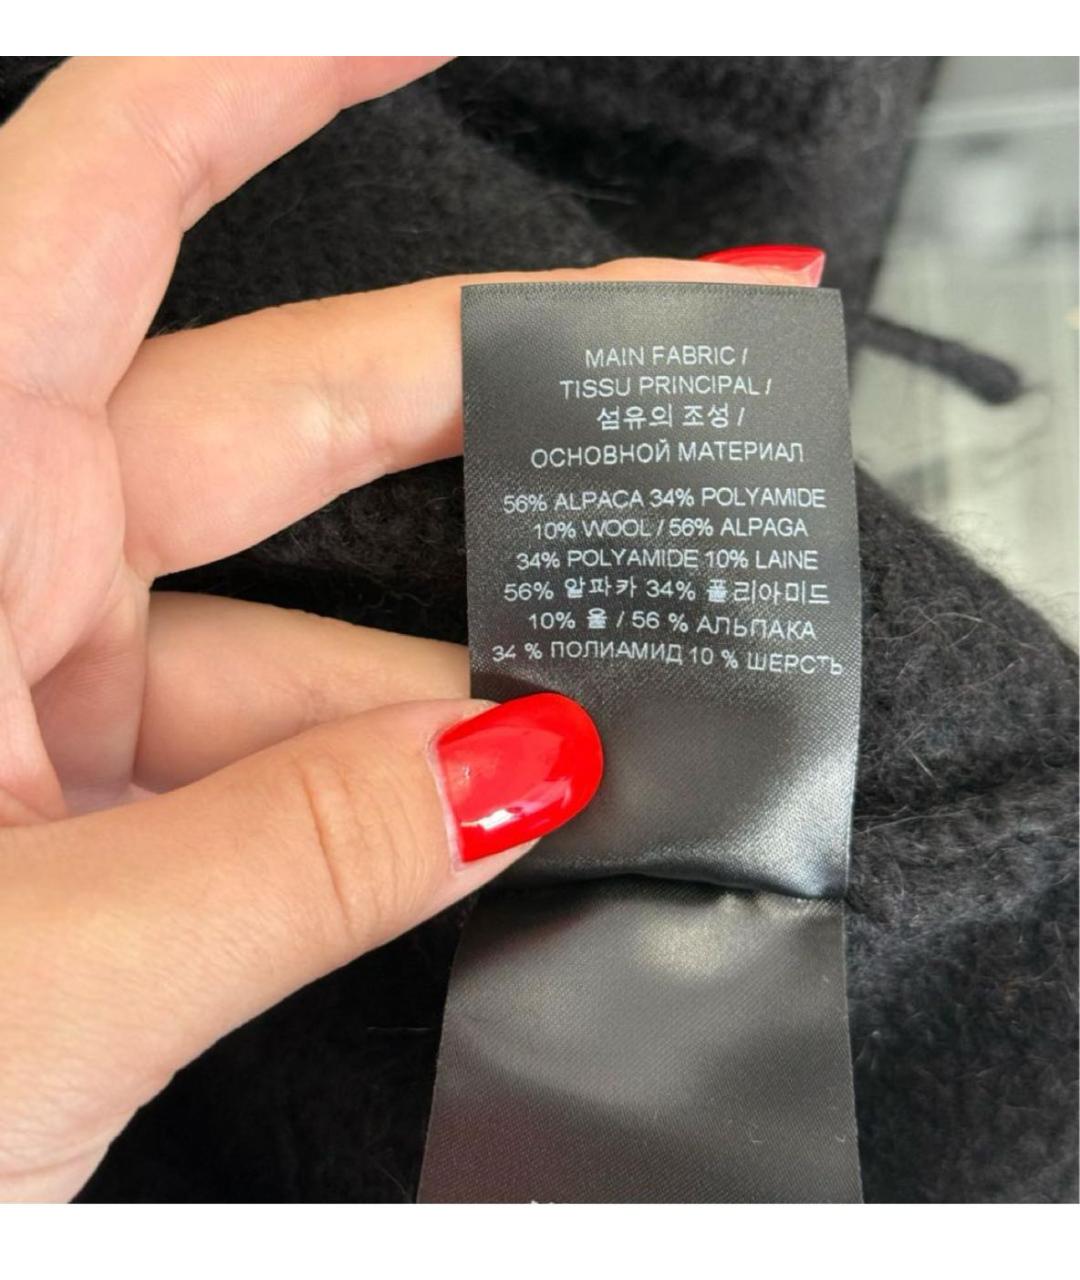 MAIN FABRIC /
TISSU PRINCIPAL /
섬유의 조성 /
ОСНОВНОЙ МАТЕРИАЛ
56% ALPACA 34% POLYAMIDE
10% WOOL / 56% ALPAGA
34% POLYAMIDE 10% LAINE
56% 알파카 34% 폴리아미드
10% 울 / 56 % АЛЬПАКА
34 % ПОЛИАМИД 10 % ШЕРСТЬ